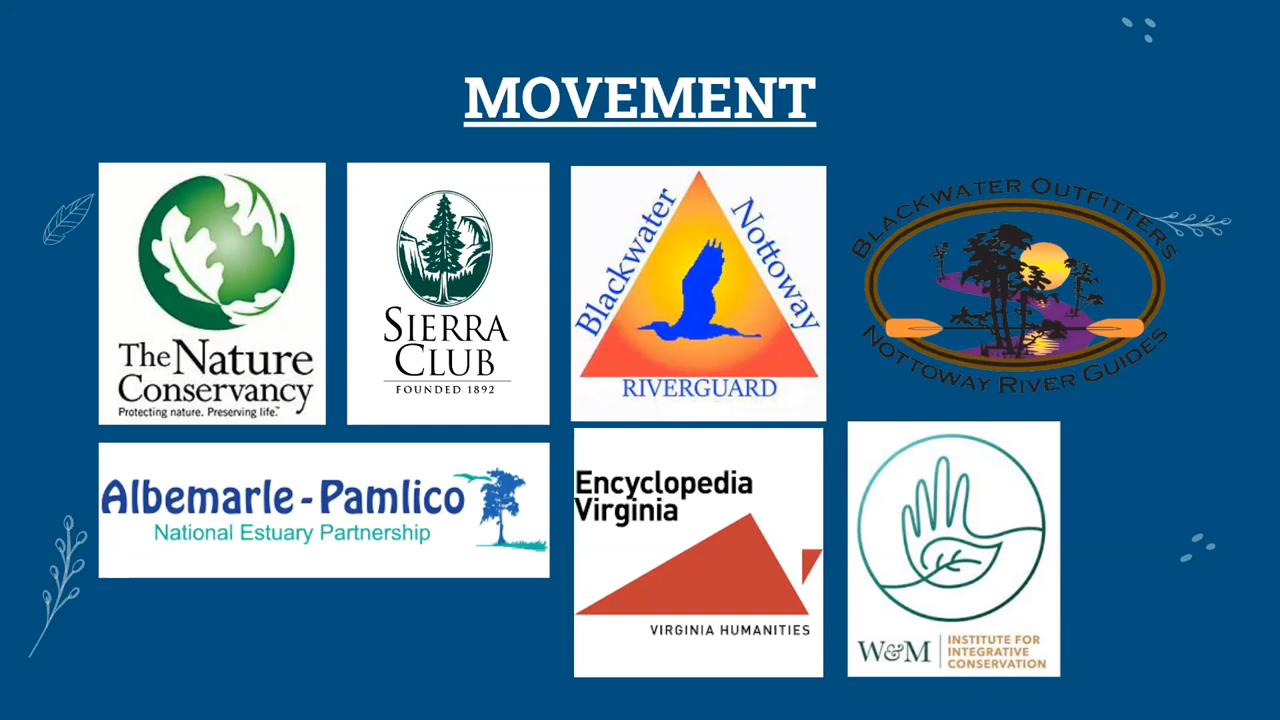 MOVEMENT
The Nature
Conservancy
Protecting nature. Preserving life.™
SIERRA
CLUB
FOUNDED 1892
Blackwater
Nottoway
RIVERGUARD
BLACKWATER OUTFITTERS
NOTTOWAY RIVER GUIDES
Albemarle-Pamlico
National Estuary Partnership
Encyclopedia
Virginia
VIRGINIA HUMANITIES
W&M
INSTITUTE FOR
INTEGRATIVE
CONSERVATION